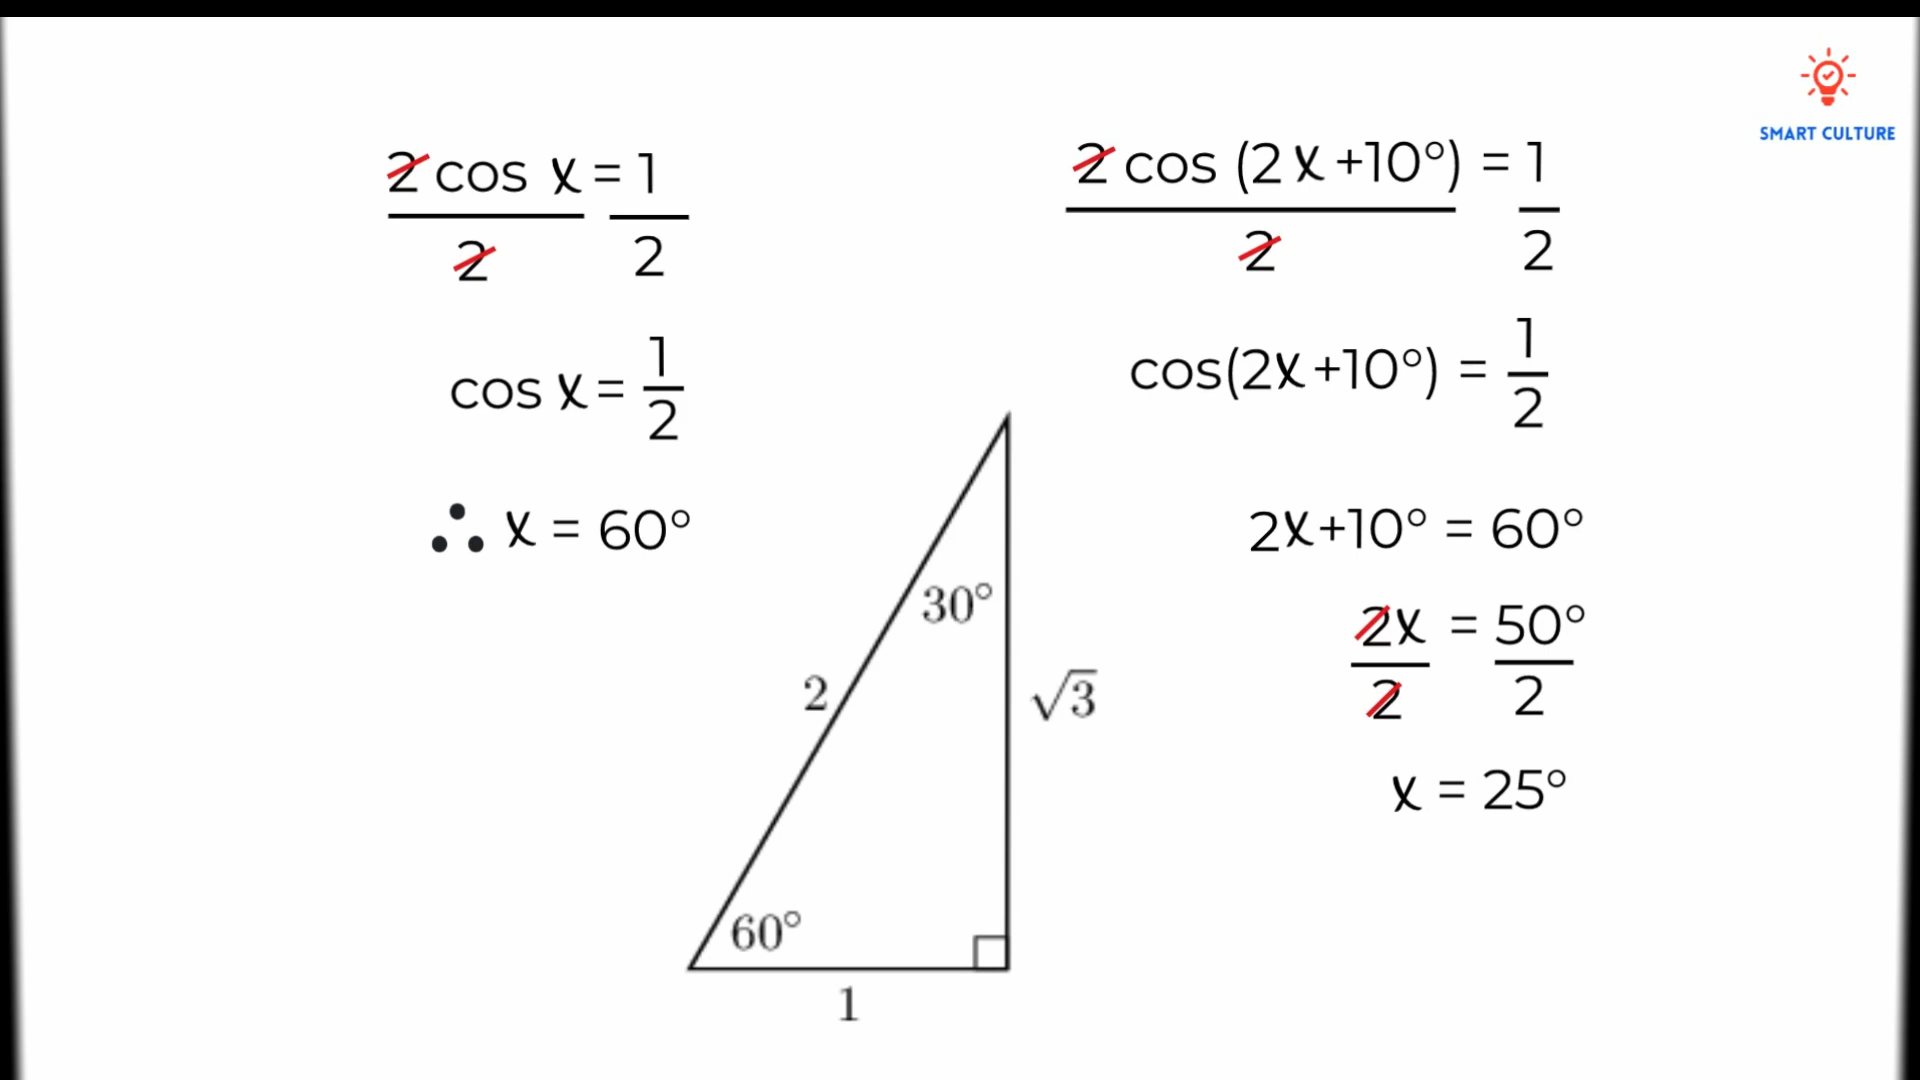 SMART CULTURE
2 cos x = 1
2 2
cos x = 1
2
∴ x = 60°
2 cos (2x +10°) = 1
2 2
cos(2x +10°) = 1
2
2x+10° = 60°
2x = 50°
2 2
x = 25°
30°
2
√3
60°
1